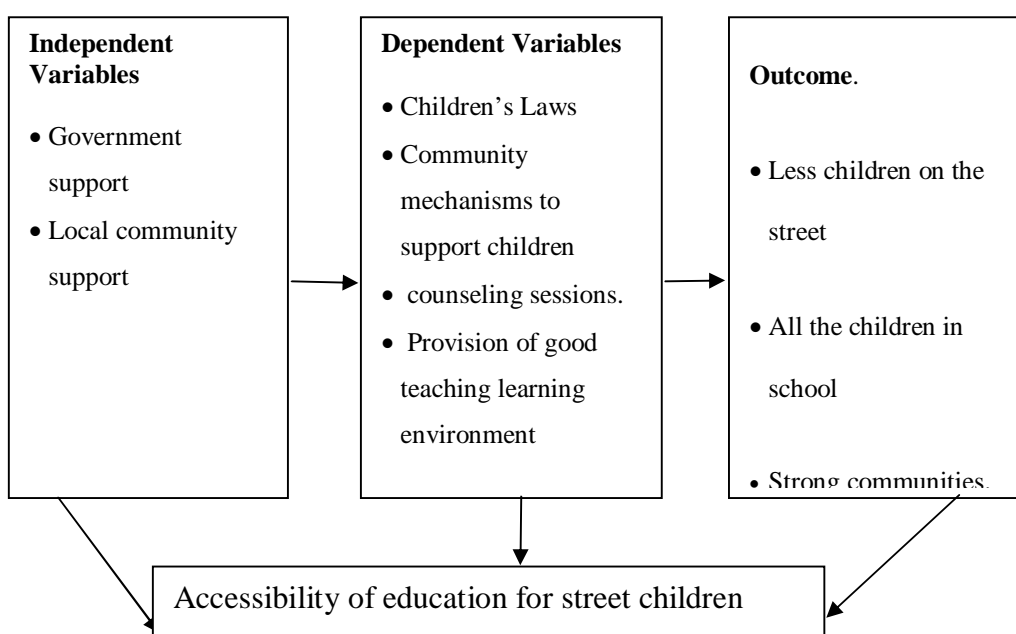 Independent
Variables
• Government
support
• Local community
support
Dependent Variables
• Children’s Laws
• Community
mechanisms to
support children
• counseling sessions.
• Provision of good
teaching learning
environment
Outcome.
• Less children on the
street
• All the children in
school
• Strong communities.
Accessibility of education for street children